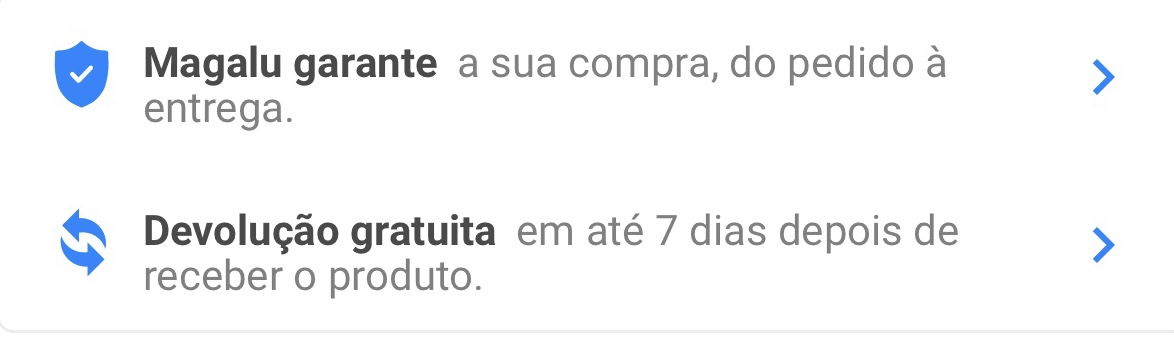 Magalu garante a sua compra, do pedido à
entrega.
Devolução gratuita em até 7 dias depois de
receber o produto.